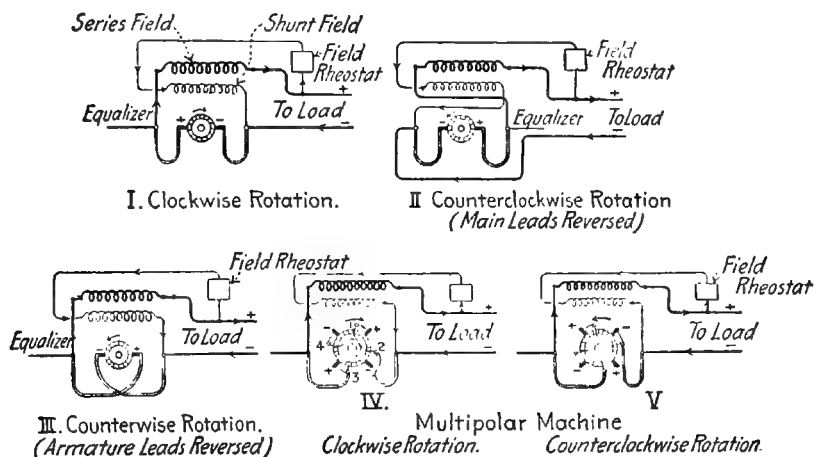 Series Field
Shunt Field
Field
Rheostat
Equalizer
To Load
+
−
+ −
I. Clockwise Rotation.
Field
Rheostat
Equalizer
To Load
+
−
− +
II Counterclockwise Rotation
(Main Leads Reversed)
Field Rheostat
Equalizer
To Load
+
−
− +
III. Counterwise Rotation.
(Armature Leads Reversed)
To Load
+
−
− +
1
4 2
+ −
3
IV.
Field
Rheostat
To Load
+
−
+ −
− +
V
Multipolar Machine
Clockwise Rotation.
Counterclockwise Rotation.